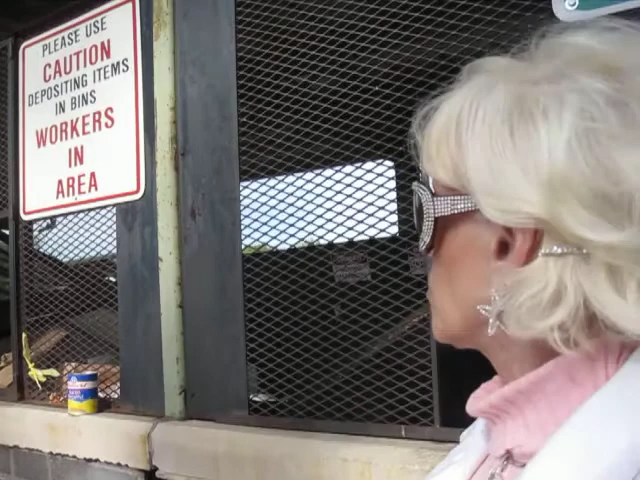 PLEASE USE
CAUTION
DEPOSITING ITEMS
IN BINS
WORKERS
IN
AREA